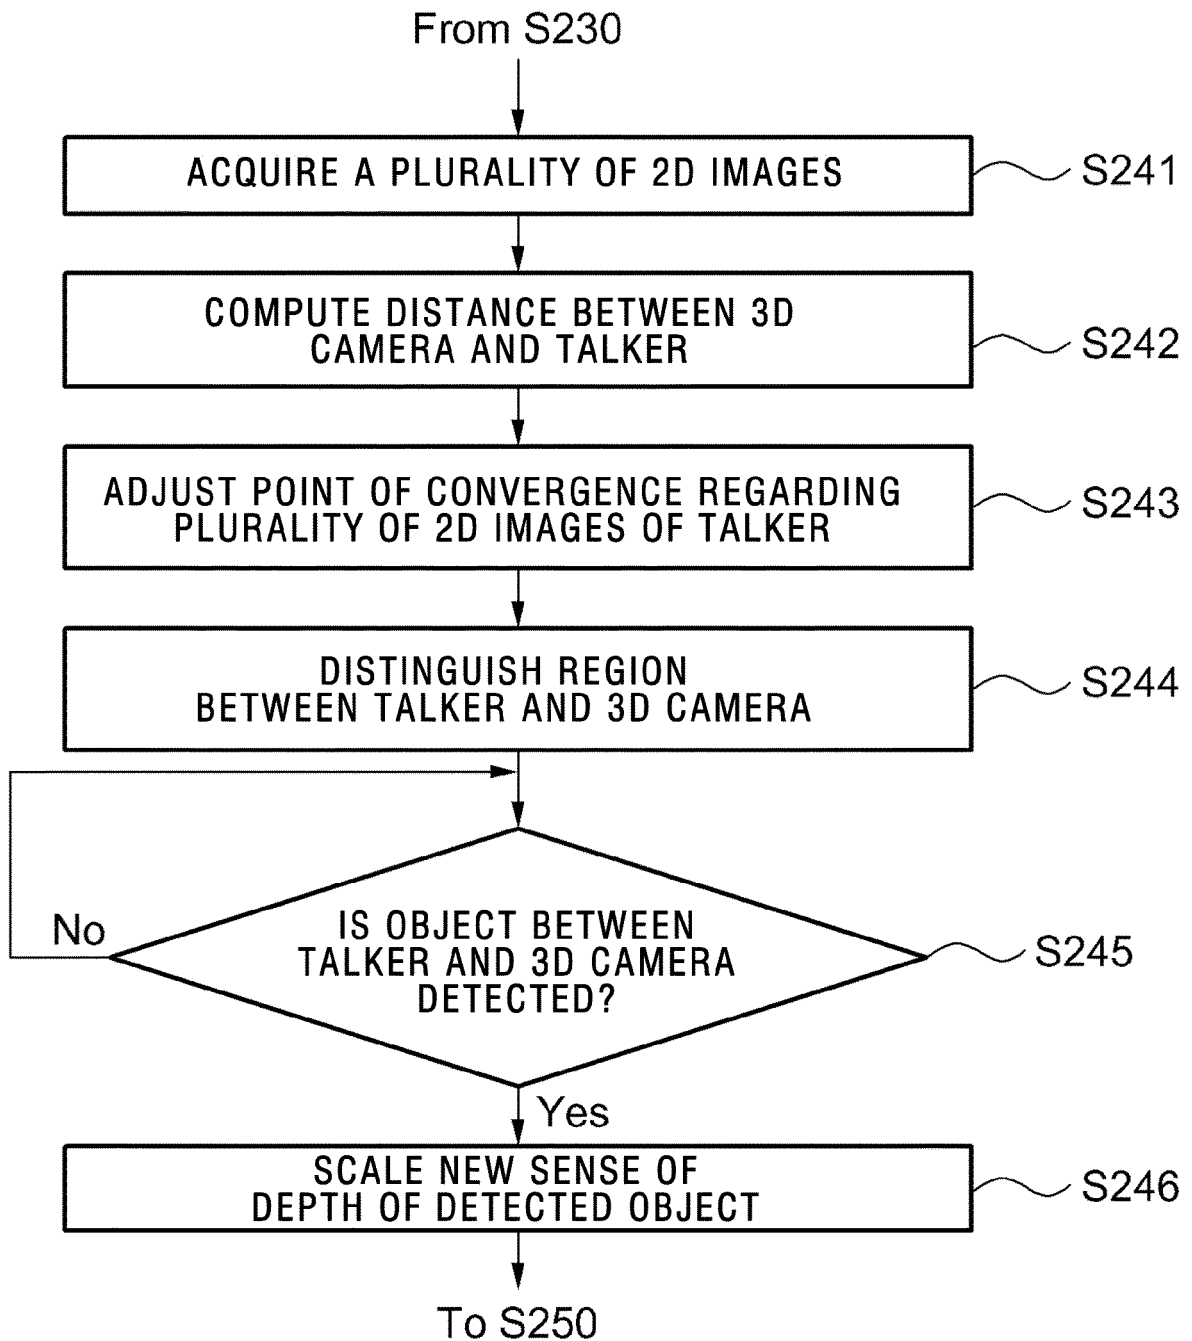 From S230
ACQUIRE A PLURALITY OF 2D IMAGES
S241
COMPUTE DISTANCE BETWEEN 3D
CAMERA AND TALKER
S242
ADJUST POINT OF CONVERGENCE REGARDING
PLURALITY OF 2D IMAGES OF TALKER
S243
DISTINGUISH REGION
BETWEEN TALKER AND 3D CAMERA
S244
No
IS OBJECT BETWEEN
TALKER AND 3D CAMERA
DETECTED?
S245
Yes
SCALE NEW SENSE OF
DEPTH OF DETECTED OBJECT
S246
To S250